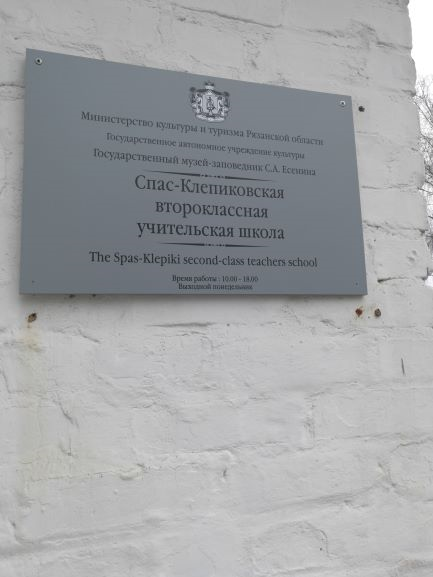 Министерство культуры и туризма Рязанской области
Государственное автономное учреждение культуры
Государственный музей-заповедник С.А. Есенина
Спас-Клепиковская
второклассная
учительская школа
The Spas-Klepiki second-class teachers school
Время работы : 10.00 - 18.00
Выходной понедельник